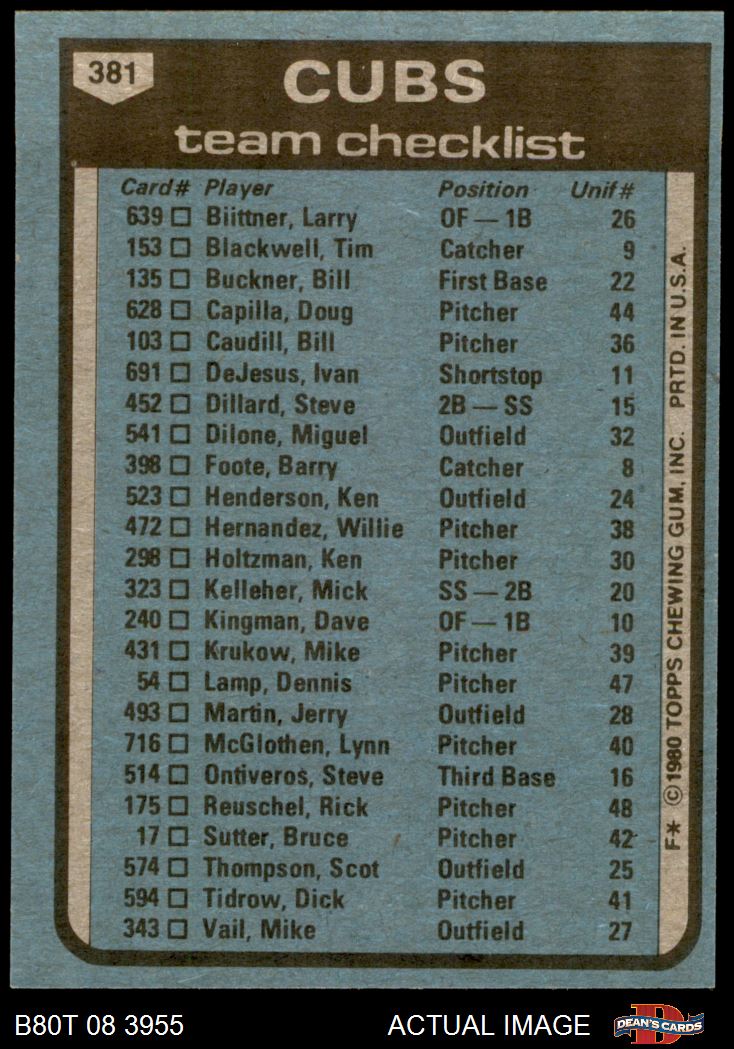 381
CUBS
team checklist
Card# Player Position Unif#
639 Biittner, Larry OF — 1B 26
153 Blackwell, Tim Catcher 9
135 Buckner, Bill First Base 22
628 Capilla, Doug Pitcher 44
103 Caudill, Bill Pitcher 36
691 DeJesus, Ivan Shortstop 11
452 Dillard, Steve 2B — SS 15
541 Dilone, Miguel Outfield 32
398 Foote, Barry Catcher 8
523 Henderson, Ken Outfield 24
472 Hernandez, Willie Pitcher 38
298 Holtzman, Ken Pitcher 30
323 Kelleher, Mick SS — 2B 20
240 Kingman, Dave OF — 1B 10
431 Krukow, Mike Pitcher 39
54 Lamp, Dennis Pitcher 47
493 Martin, Jerry Outfield 28
716 McGlothen, Lynn Pitcher 40
514 Ontiveros, Steve Third Base 16
175 Reuschel, Rick Pitcher 48
17 Sutter, Bruce Pitcher 42
574 Thompson, Scot Outfield 25
594 Tidrow, Dick Pitcher 41
343 Vail, Mike Outfield 27
F* ©1980 TOPPS CHEWING GUM, INC. PRTD. IN U.S.A.
B80T 08 3955 ACTUAL IMAGE
D
DEAN'S CARDS